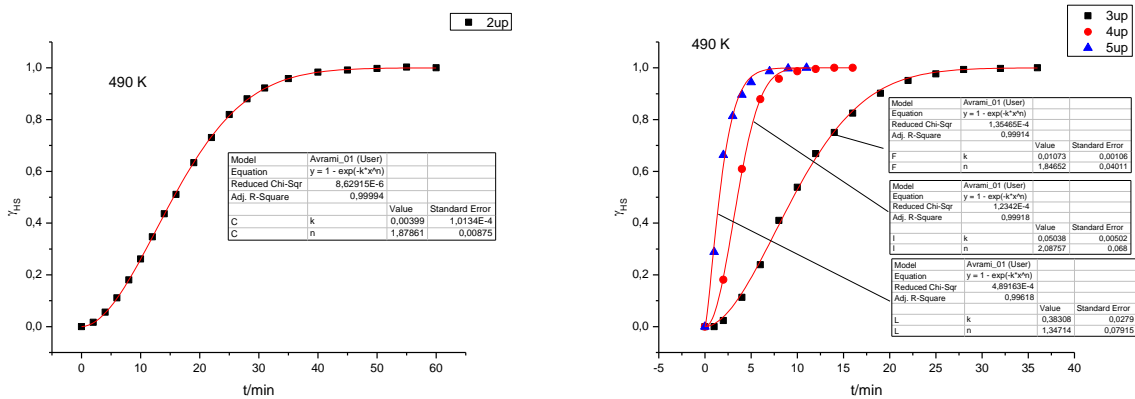 2up
490 K
1,0
0,8
0,6
0,4
0,2
0,0
γHS
0 10 20 30 40 50 60
t/min
Model Avrami_01 (User)
Equation y = 1 - exp(-k*x^n)
Reduced Chi-Sqr 8,62915E-6
Adj. R-Square 0,99994
Value Standard Error
C k 0,00399 1,0134E-4
C n 1,87861 0,00875
3up
4up
5up
490 K
1,0
0,8
0,6
0,4
0,2
0,0
γHS
-5 0 5 10 15 20 25 30 35 40 45
t/min
Model Avrami_01 (User)
Equation y = 1 - exp(-k*x^n)
Reduced Chi-Sqr 1,35465E-4
Adj. R-Square 0,99914
Value Standard Error
F k 0,01073 0,00106
F n 1,84652 0,04011
Model Avrami_01 (User)
Equation y = 1 - exp(-k*x^n)
Reduced Chi-Sqr 1,2342E-4
Adj. R-Square 0,99918
Value Standard Error
I k 0,05038 0,00502
I n 2,08757 0,068
Model Avrami_01 (User)
Equation y = 1 - exp(-k*x^n)
Reduced Chi-Sqr 4,89163E-4
Adj. R-Square 0,99618
Value Standard Error
L k 0,38308 0,0279
L n 1,34714 0,07915